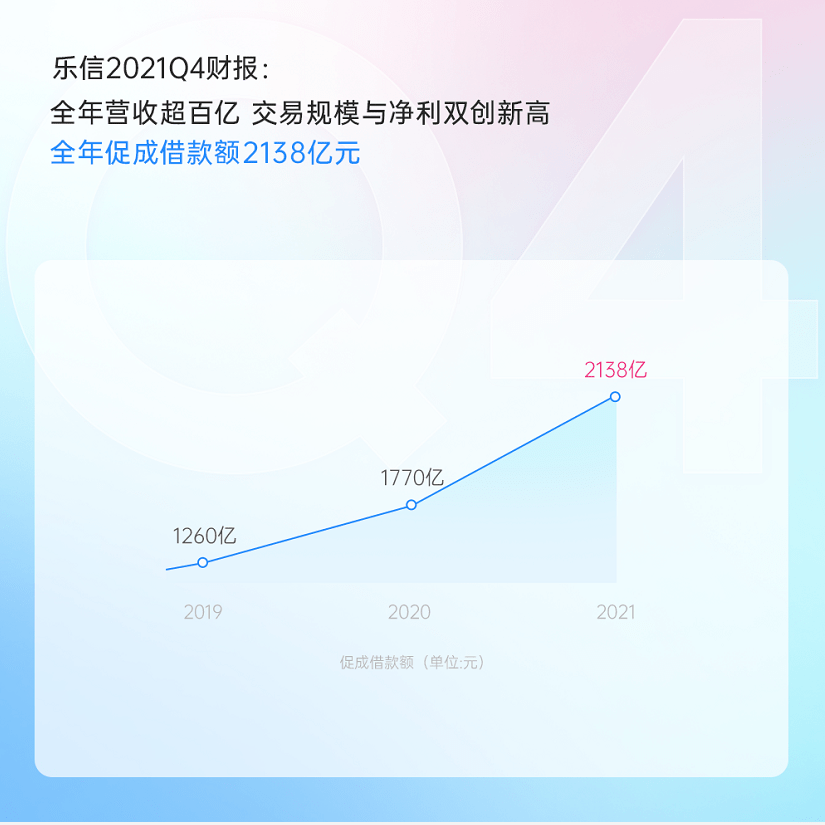 乐信2021Q4财报：
全年营收超百亿 交易规模与净利双创新高
全年促成借款额2138亿元
Q4
2138亿
1770亿
1260亿
2019 2020 2021
促成借款额（单位:元）